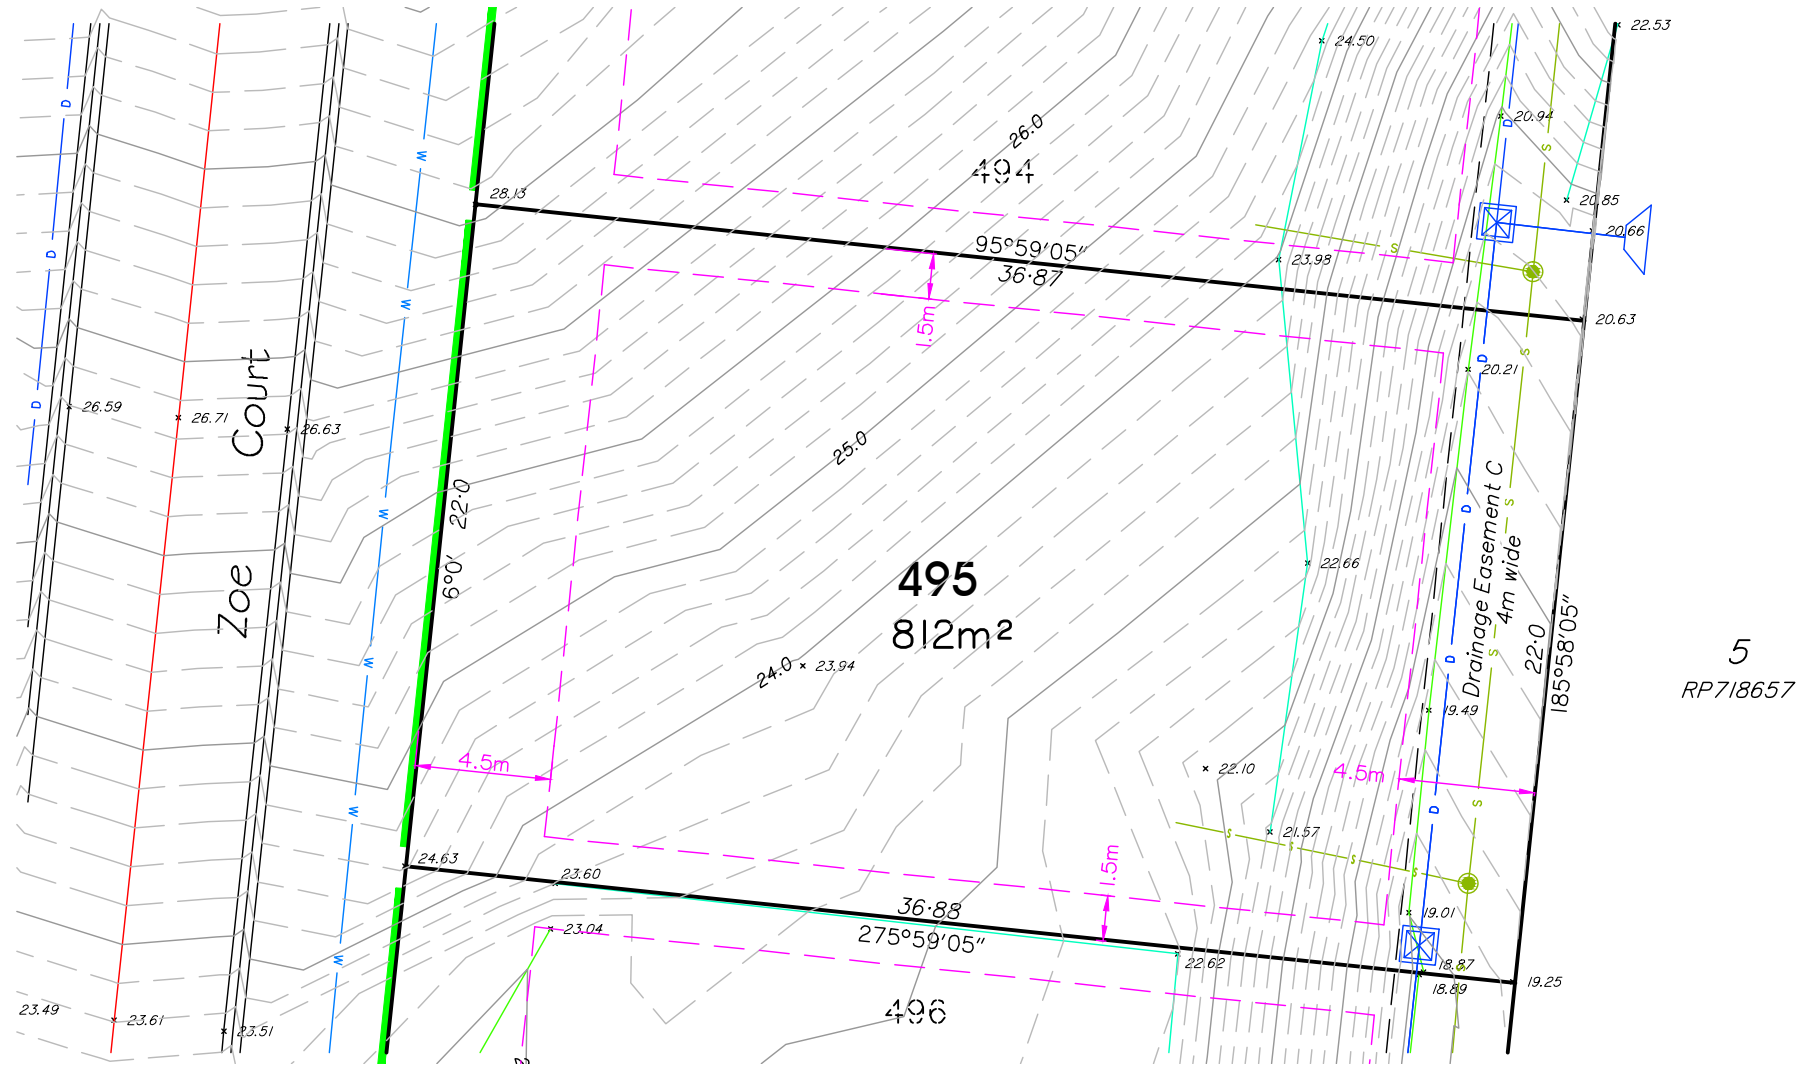 22.53
24.50
D
20.94
D
26.0
S
W
494
28.13
20.85
20.66
95°59'05"
S
D
23.98
36·87
W
1.5m
20.63
S
D
20.21
Zoe Court
26.59
D
26.71
26.63
25.0
22·0
6°0'
W
D
S
Drainage Easement C
4m wide
22.66
495
812m²
22·0
185°58'05"
W
24.0
23.94
D
S
5
RP718657
19.49
4.5m
22.10
4.5m
W
D
S
21.57
S
S
S
S
24.63
23.60
1.5m
36·88
19.01
275°59'05"
23.04
22.62
18.87
S
18.89
19.25
W
496
23.49
23.61
23.51